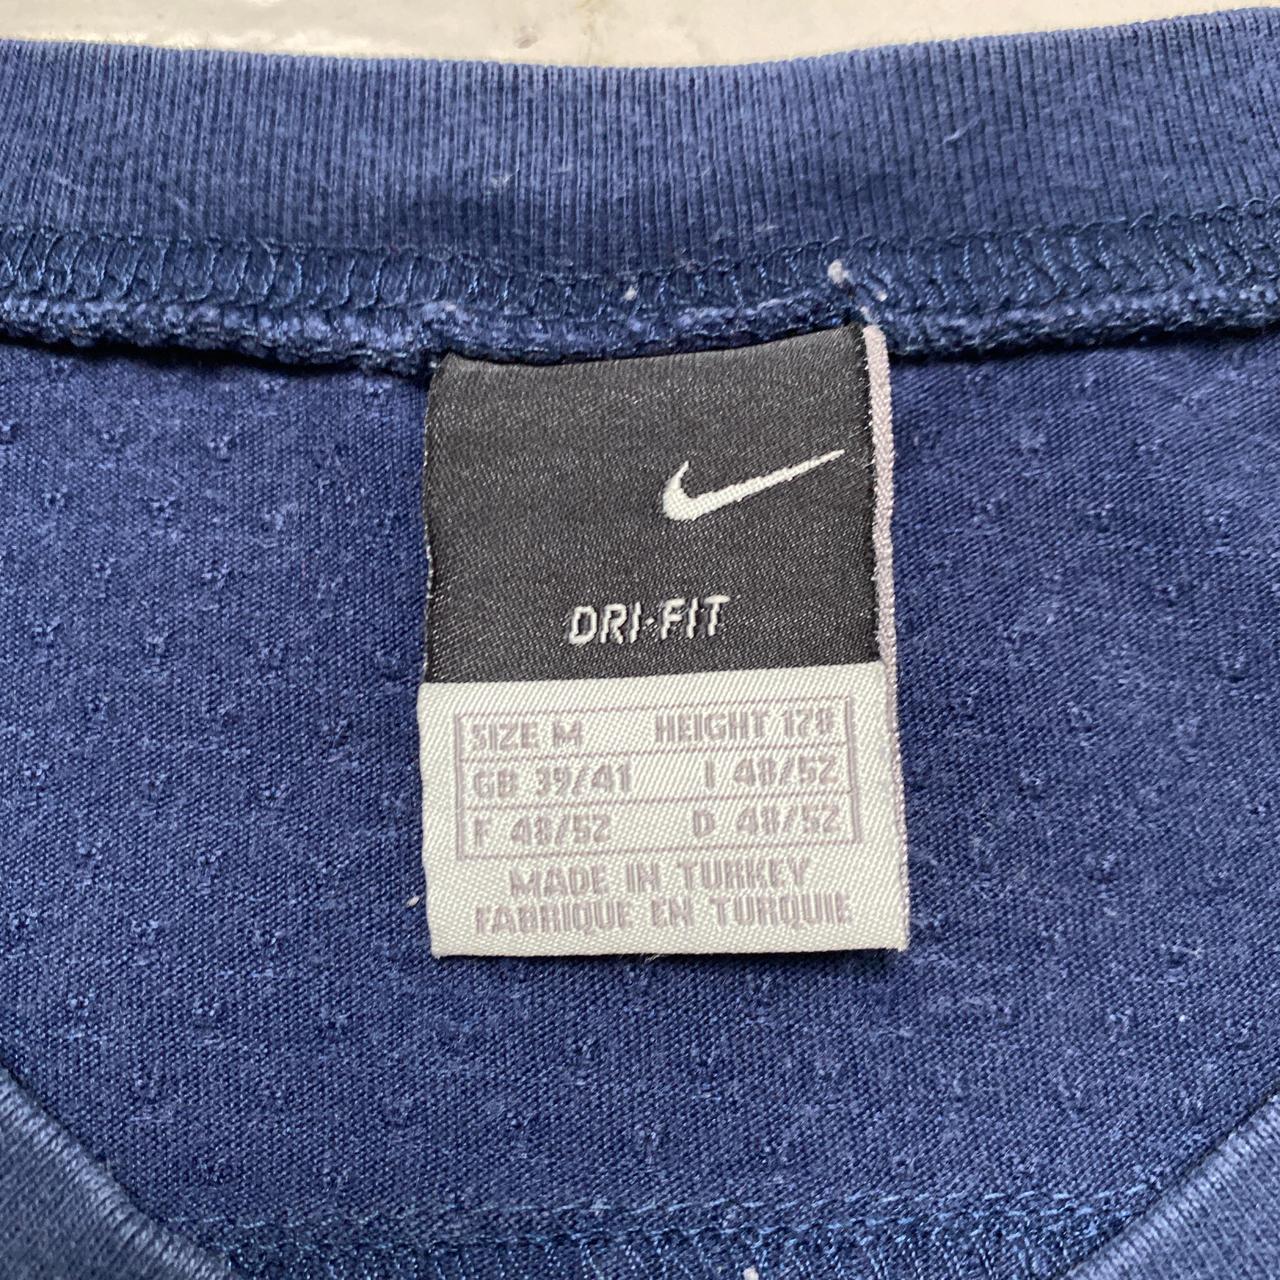 DRI-FIT
SIZE M HEIGHT 178
GB 39/41 I 48/52
F 48/52 D 48/52
MADE IN TURKEY
FABRIQUE EN TURQUIE